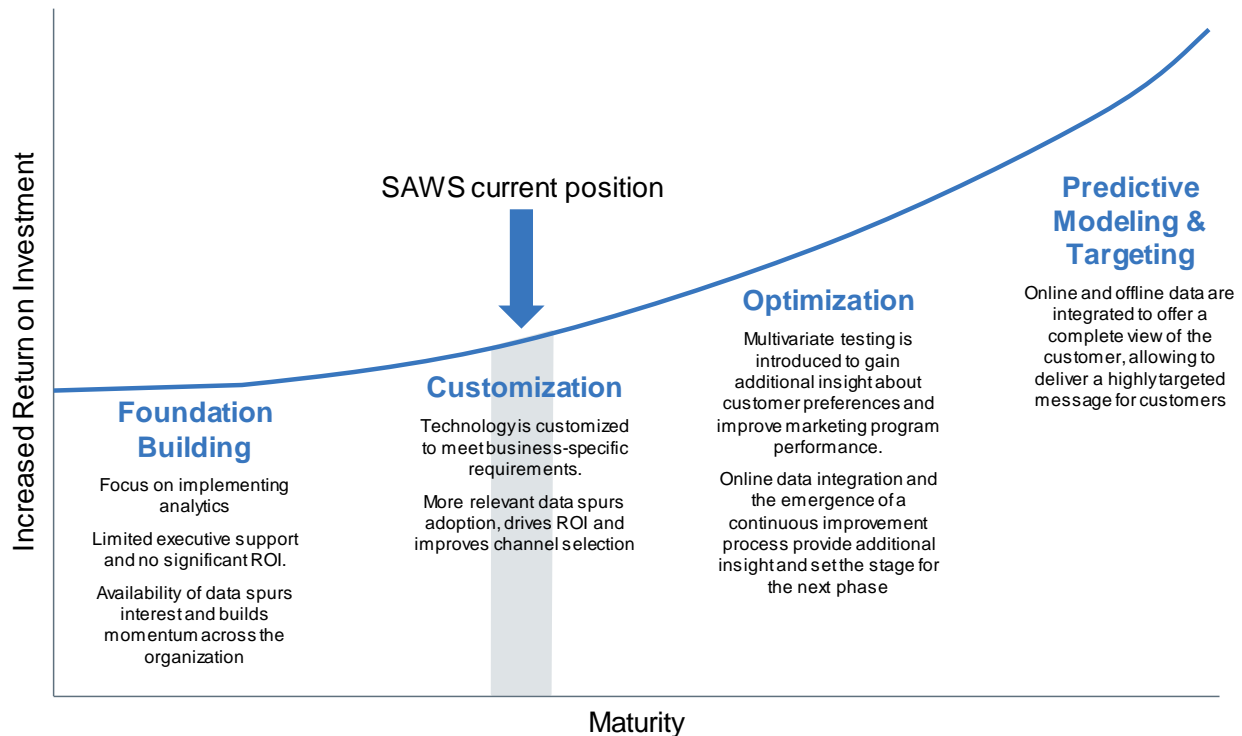 Increased Return on Investment
SAWS current position
Foundation
Building
Focus on implementing
analytics
Limited executive support
and no significant ROI.
Availability of data spurs
interest and builds
momentum across the
organization
Customization
Technology is customized
to meet business-specific
requirements.
More relevant data spurs
adoption, drives ROI and
improves channel selection
Optimization
Multivariate testing is
introduced to gain
additional insight about
customer preferences and
improve marketing program
performance.
Online data integration and
the emergence of a
continuous improvement
process provide additional
insight and set the stage for
the next phase
Predictive
Modeling &
Targeting
Online and offline data are
integrated to offer a
complete view of the
customer, allowing to
deliver a highly targeted
message for customers
Maturity